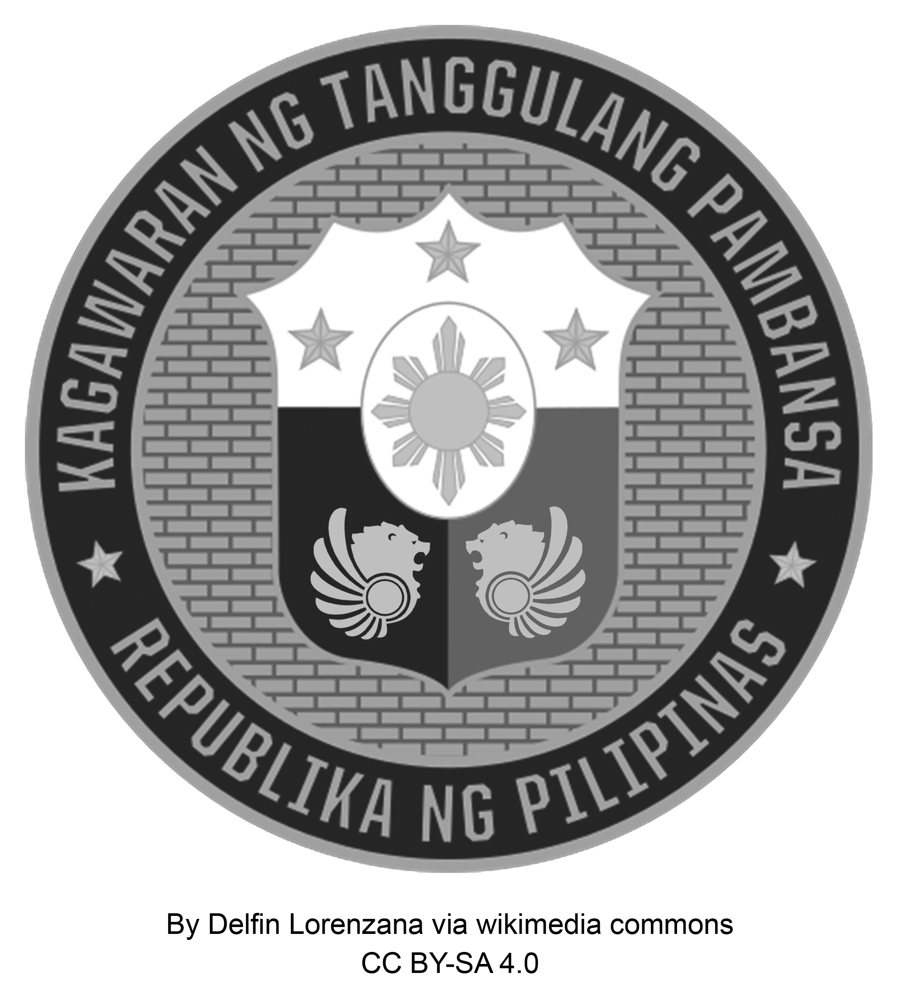 KAGAWARAN NG TANGGULANG PAMBANSA
REPUBLIKA NG PILIPINAS
By Delfin Lorenzana via wikimedia commons
CC BY-SA 4.0